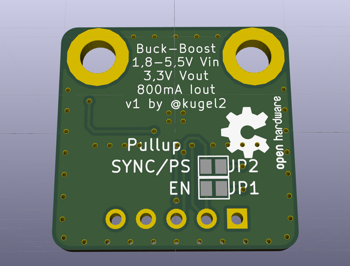 Buck-Boost
1,8-5,5V Vin
3,3V Vout
800mA Iout
v1 by @kugel2
open hardware
Pullup
SYNC/PS JP2
EN JP1